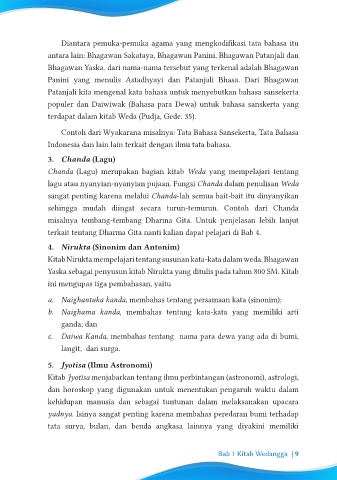 Diantara pemuka-pemuka agama yang mengkodifikasi tata bahasa itu
antara lain: Bhagawan Sakataya, Bhagawan Panini, Bhagawan Patanjali dan
Bhagawan Yaska. dari nama-nama tersebut yang terkenal adalah Bhagawan
Panini yang menulis Astadhyayi dan Patanjali Bhasa. Dari Bhagawan
Patanjali kita mengenal kata bahasa untuk menyebutkan bahasa sansekerta
populer dan Daiwiwak (Bahasa para Dewa) untuk bahasa sanskerta yang
terdapat dalam kitab Weda (Pudja, Gede. 35).
Contoh dari Wyakarana misalnya: Tata Bahasa Sansekerta, Tata Bahasa
Indonesia dan lain lain terkait dengan ilmu tata bahasa.
3. Chanda (Lagu)
Chanda (Lagu) merupakan bagian kitab Weda yang mempelajari tentang
lagu atau nyanyian-nyanyian pujaan. Fungsi Chanda dalam penulisan Weda
sangat penting karena melalui Chanda-lah semua bait-bait itu dinyanyikan
sehingga mudah diingat secara turun-temurun. Contoh dari Chanda
misalnya tembang-tembang Dharma Gita. Untuk penjelasan lebih lanjut
terkait tentang Dharma Gita nanti kalian dapat pelajari di Bab 4.
4. Nirukta (Sinonim dan Antonim)
Kitab Nirukta mempelajari tentang susunan kata-kata dalam weda. Bhagawan
Yaska sebagai penyusun kitab Nirukta yang ditulis pada tahun 800 SM. Kitab
ini mengupas tiga pembahasan, yaitu
a. Naighantuka kanda, membahas tentang persamaan kata (sinonim);
b. Naighama kanda, membahas tentang kata-kata yang memiliki arti
ganda; dan
c. Daiwa Kanda, membahas tentang nama para dewa yang ada di bumi,
langit, dan surga.
5. Jyotisa (Ilmu Astronomi)
Kitab Jyotisa menjabarkan tentang ilmu perbintangan (astronomi), astrologi,
dan horoskop yang digunakan untuk menentukan pengaruh waktu dalam
kehidupan manusia dan sebagai tuntunan dalam melaksanakan upacara
yadnya. Isinya sangat penting karena membahas peredaran bumi terhadap
tata surya, bulan, dan benda angkasa lainnya yang diyakini memiliki
Bab 1 Kitab Wedangga | 9